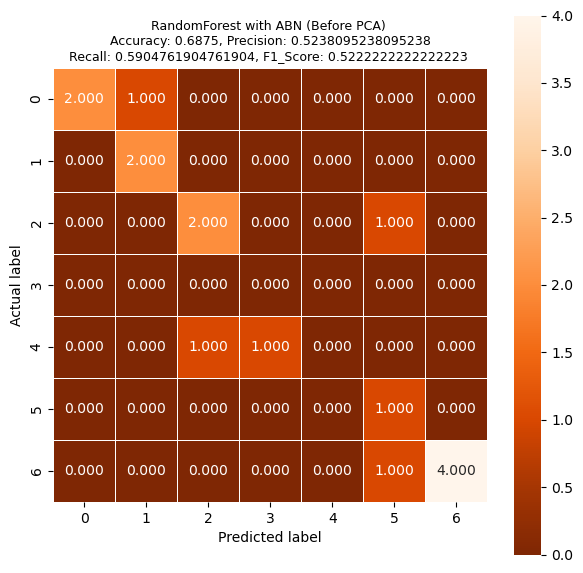 RandomForest with ABN (Before PCA)
Accuracy: 0.6875, Precision: 0.5238095238095238
Recall: 0.5904761904761904, F1_Score: 0.5222222222222223
0 2.000 1.000 0.000 0.000 0.000 0.000 0.000
1 0.000 2.000 0.000 0.000 0.000 0.000 0.000
2 0.000 0.000 2.000 0.000 0.000 1.000 0.000
3 0.000 0.000 0.000 0.000 0.000 0.000 0.000
4 0.000 0.000 1.000 1.000 0.000 0.000 0.000
5 0.000 0.000 0.000 0.000 0.000 1.000 0.000
6 0.000 0.000 0.000 0.000 0.000 1.000 4.000
0 1 2 3 4 5 6
Actual label
Predicted label
4.0
3.5
3.0
2.5
2.0
1.5
1.0
0.5
0.0